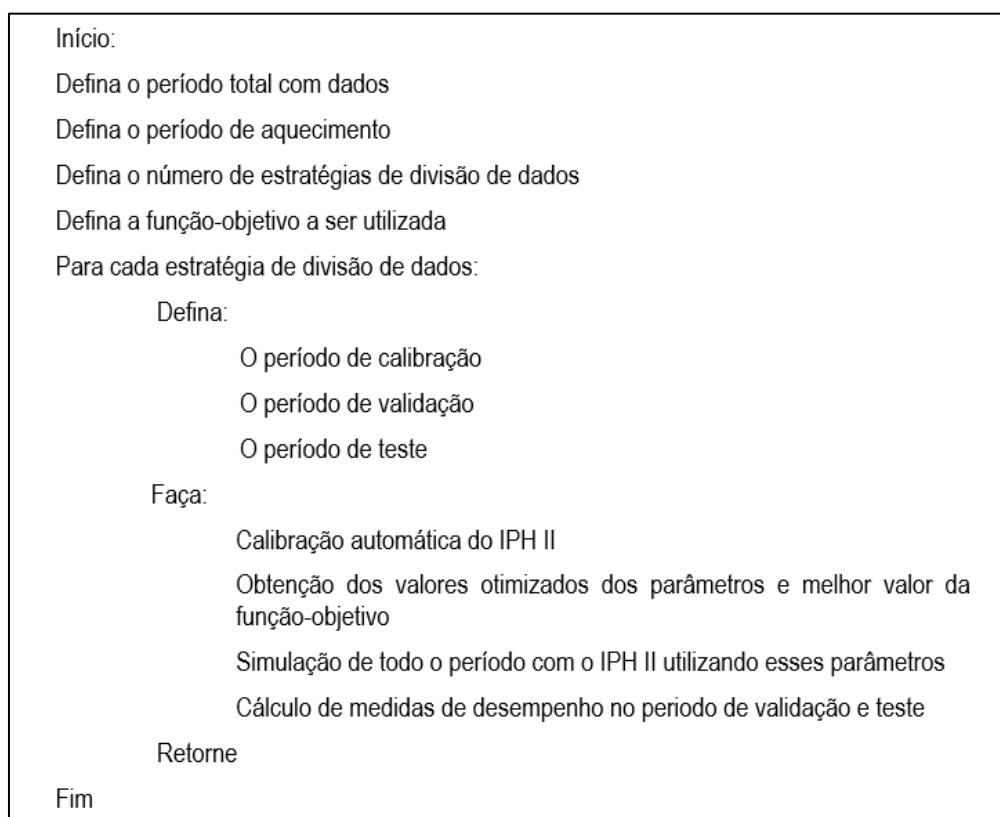 Início:
Defina o período total com dados
Defina o período de aquecimento
Defina o número de estratégias de divisão de dados
Defina a função-objetivo a ser utilizada
Para cada estratégia de divisão de dados:
Defina:
O período de calibração
O período de validação
O período de teste
Faça:
Calibração automática do IPH II
Obtenção dos valores otimizados dos parâmetros e melhor valor da
função-objetivo
Simulação de todo o período com o IPH II utilizando esses parâmetros
Cálculo de medidas de desempenho no periodo de validação e teste
Retorne
Fim